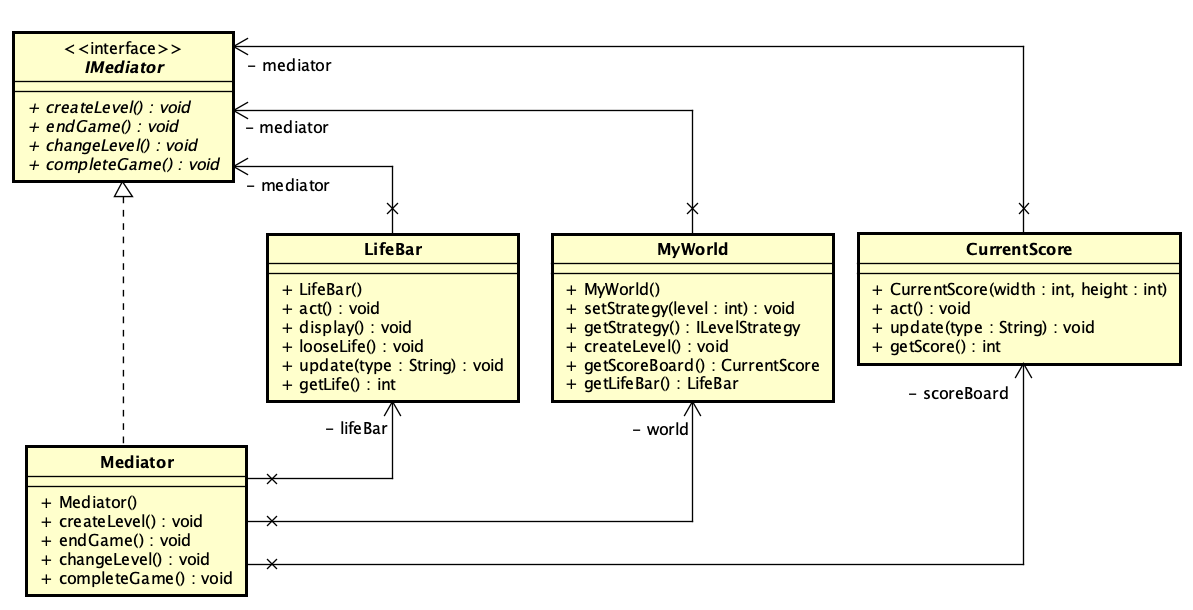 <<interface>>
IMediator
+ createLevel() : void
+ endGame() : void
+ changeLevel() : void
+ completeGame() : void
– mediator
– mediator
– mediator
LifeBar
+ LifeBar()
+ act() : void
+ display() : void
+ looseLife() : void
+ update(type : String) : void
+ getLife() : int
MyWorld
+ MyWorld()
+ setStrategy(level : int) : void
+ getStrategy() : ILevelStrategy
+ createLevel() : void
+ getScoreBoard() : CurrentScore
+ getLifeBar() : LifeBar
CurrentScore
+ CurrentScore(width : int, height : int)
+ act() : void
+ update(type : String) : void
+ getScore() : int
– lifeBar
– world
– scoreBoard
Mediator
+ Mediator()
+ createLevel() : void
+ endGame() : void
+ changeLevel() : void
+ completeGame() : void